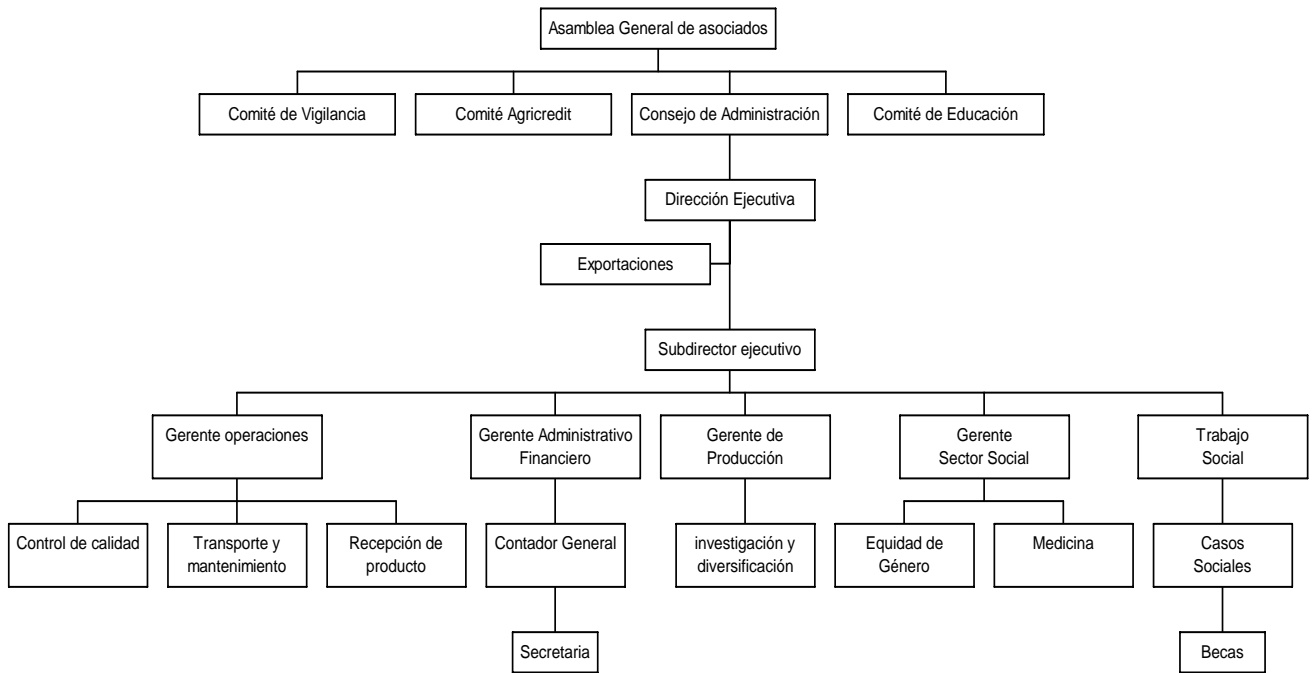 Asamblea General de asociados
Comité de Vigilancia
Comité Agricredit
Consejo de Administración
Comité de Educación
Dirección Ejecutiva
Exportaciones
Subdirector ejecutivo
Gerente operaciones
Gerente Administrativo
Financiero
Gerente de
Producción
Gerente
Sector Social
Trabajo
Social
Control de calidad
Transporte y
mantenimiento
Recepción de
producto
Contador General
investigación y
diversificación
Equidad de
Género
Medicina
Casos
Sociales
Secretaria
Becas